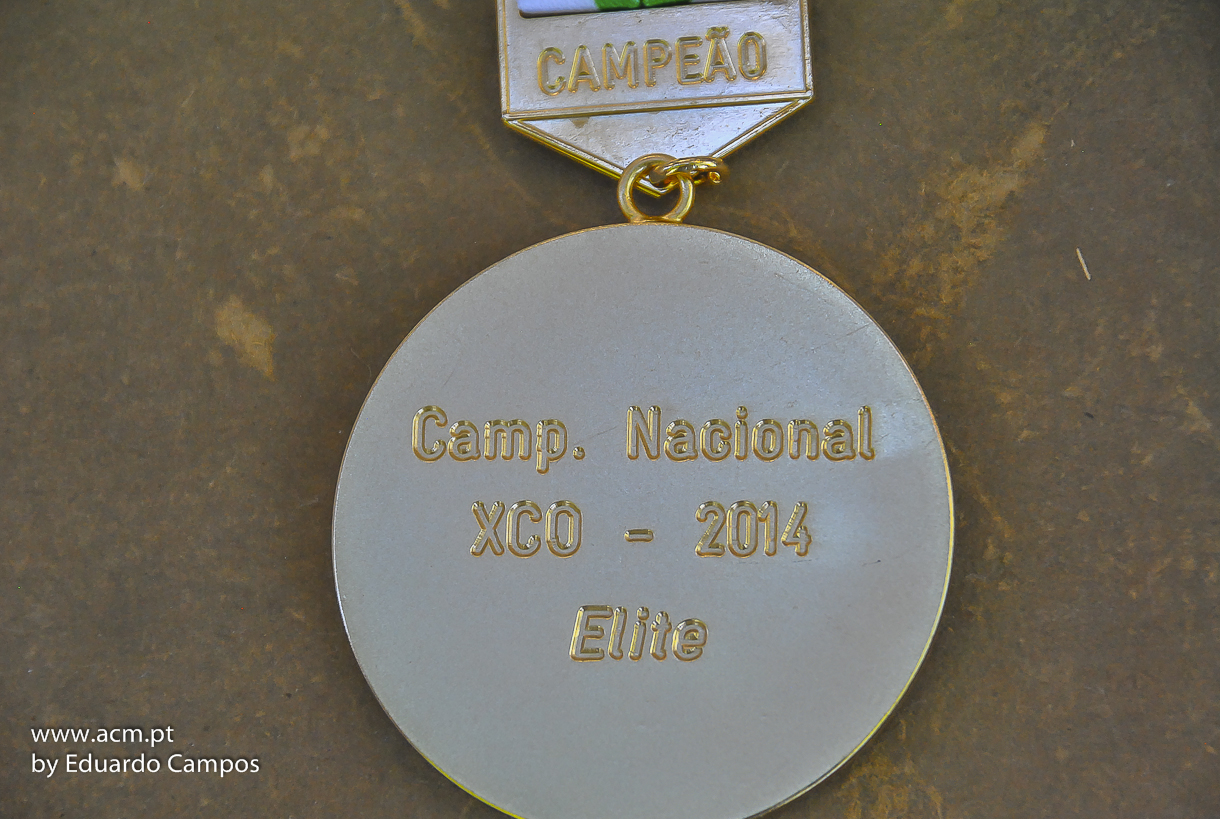 CAMPEÃO
Camp. Nacional
XCO - 2014
Elite
www.acm.pt
by Eduardo Campos